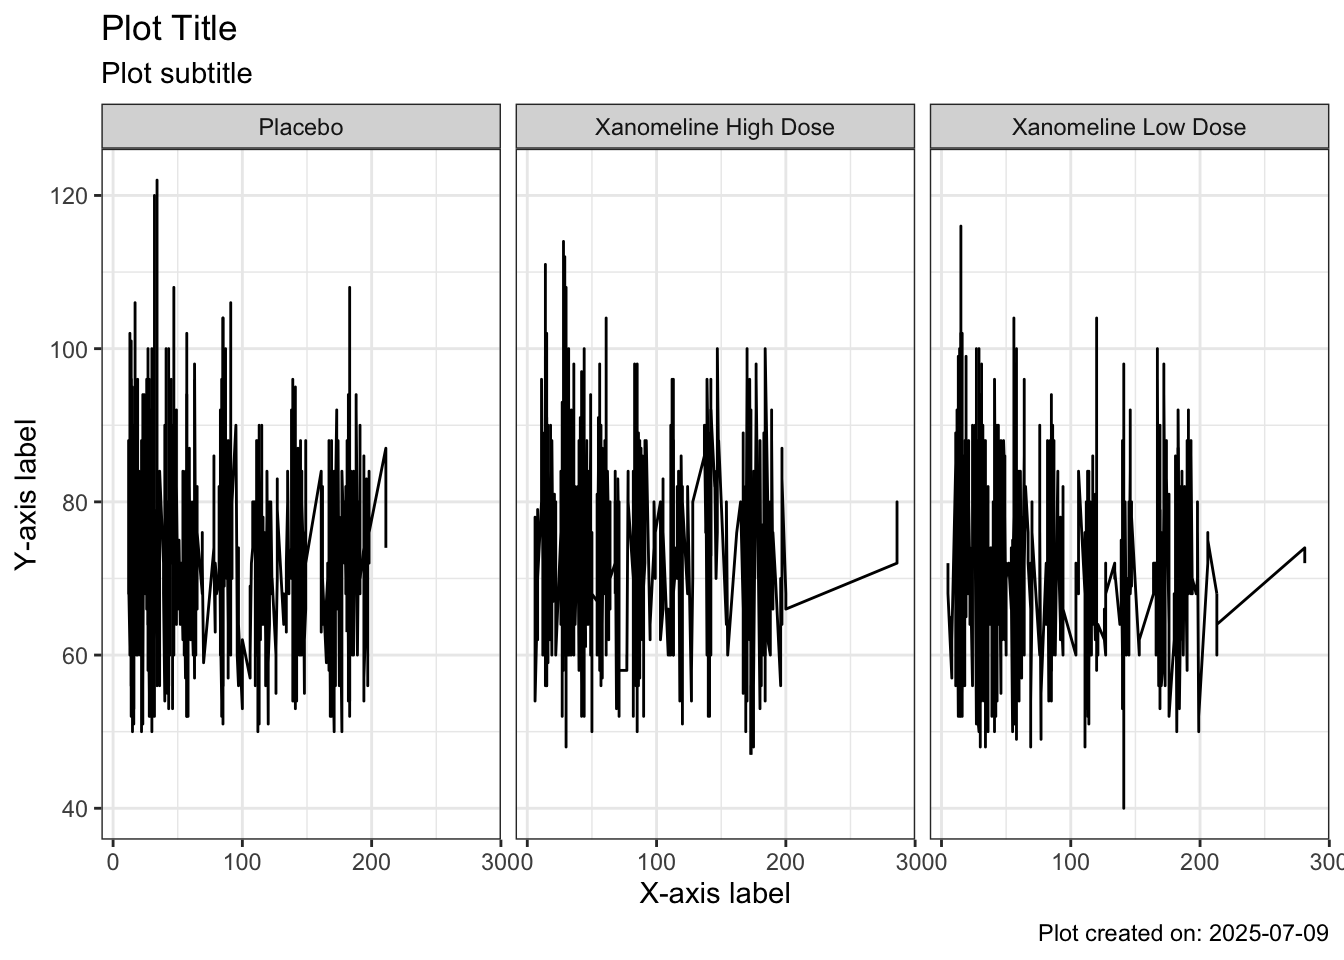 Plot Title
Plot subtitle
Placebo
Xanomeline High Dose
Xanomeline Low Dose
120
100
80
60
40
Y-axis label
0 100 200 300
0 100 200 300
0 100 200 300
X-axis label
Plot created on: 2025-07-09